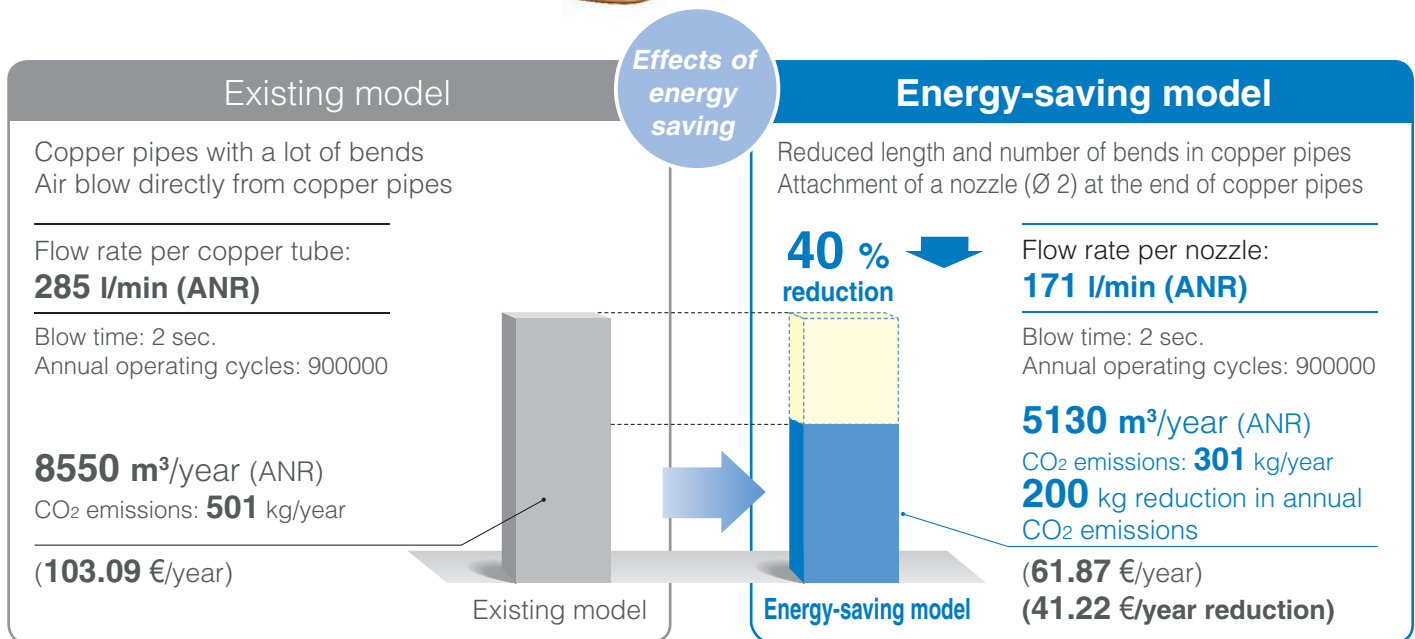 Effects of
energy
saving
Existing model
Copper pipes with a lot of bends
Air blow directly from copper pipes
Flow rate per copper tube:
285 l/min (ANR)
Blow time: 2 sec.
Annual operating cycles: 900000
8550 m³/year (ANR)
CO₂ emissions: 501 kg/year
(103.09 €/year)
Existing model
Energy-saving model
Reduced length and number of bends in copper pipes
Attachment of a nozzle (Ø 2) at the end of copper pipes
40 %
reduction
Flow rate per nozzle:
171 l/min (ANR)
Blow time: 2 sec.
Annual operating cycles: 900000
5130 m³/year (ANR)
CO₂ emissions: 301 kg/year
200 kg reduction in annual
CO₂ emissions
(61.87 €/year)
(41.22 €/year reduction)
Energy-saving model